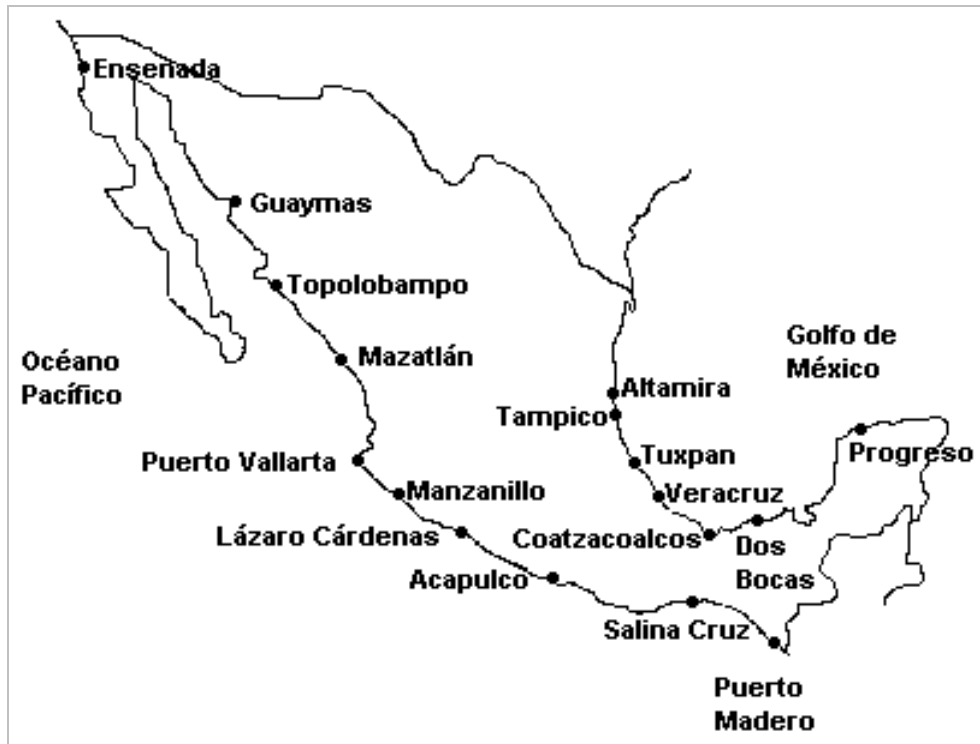 Ensenada
Guaymas
Topolobampo
Golfo de
México
Océano
Pacífico
Mazatlán
Altamira
Tampico
Progreso
Puerto Vallarta
Tuxpan
Manzanillo
Veracruz
Lázaro Cárdenas
Coatzacoalcos
Dos
Bocas
Acapulco
Salina Cruz
Puerto
Madero